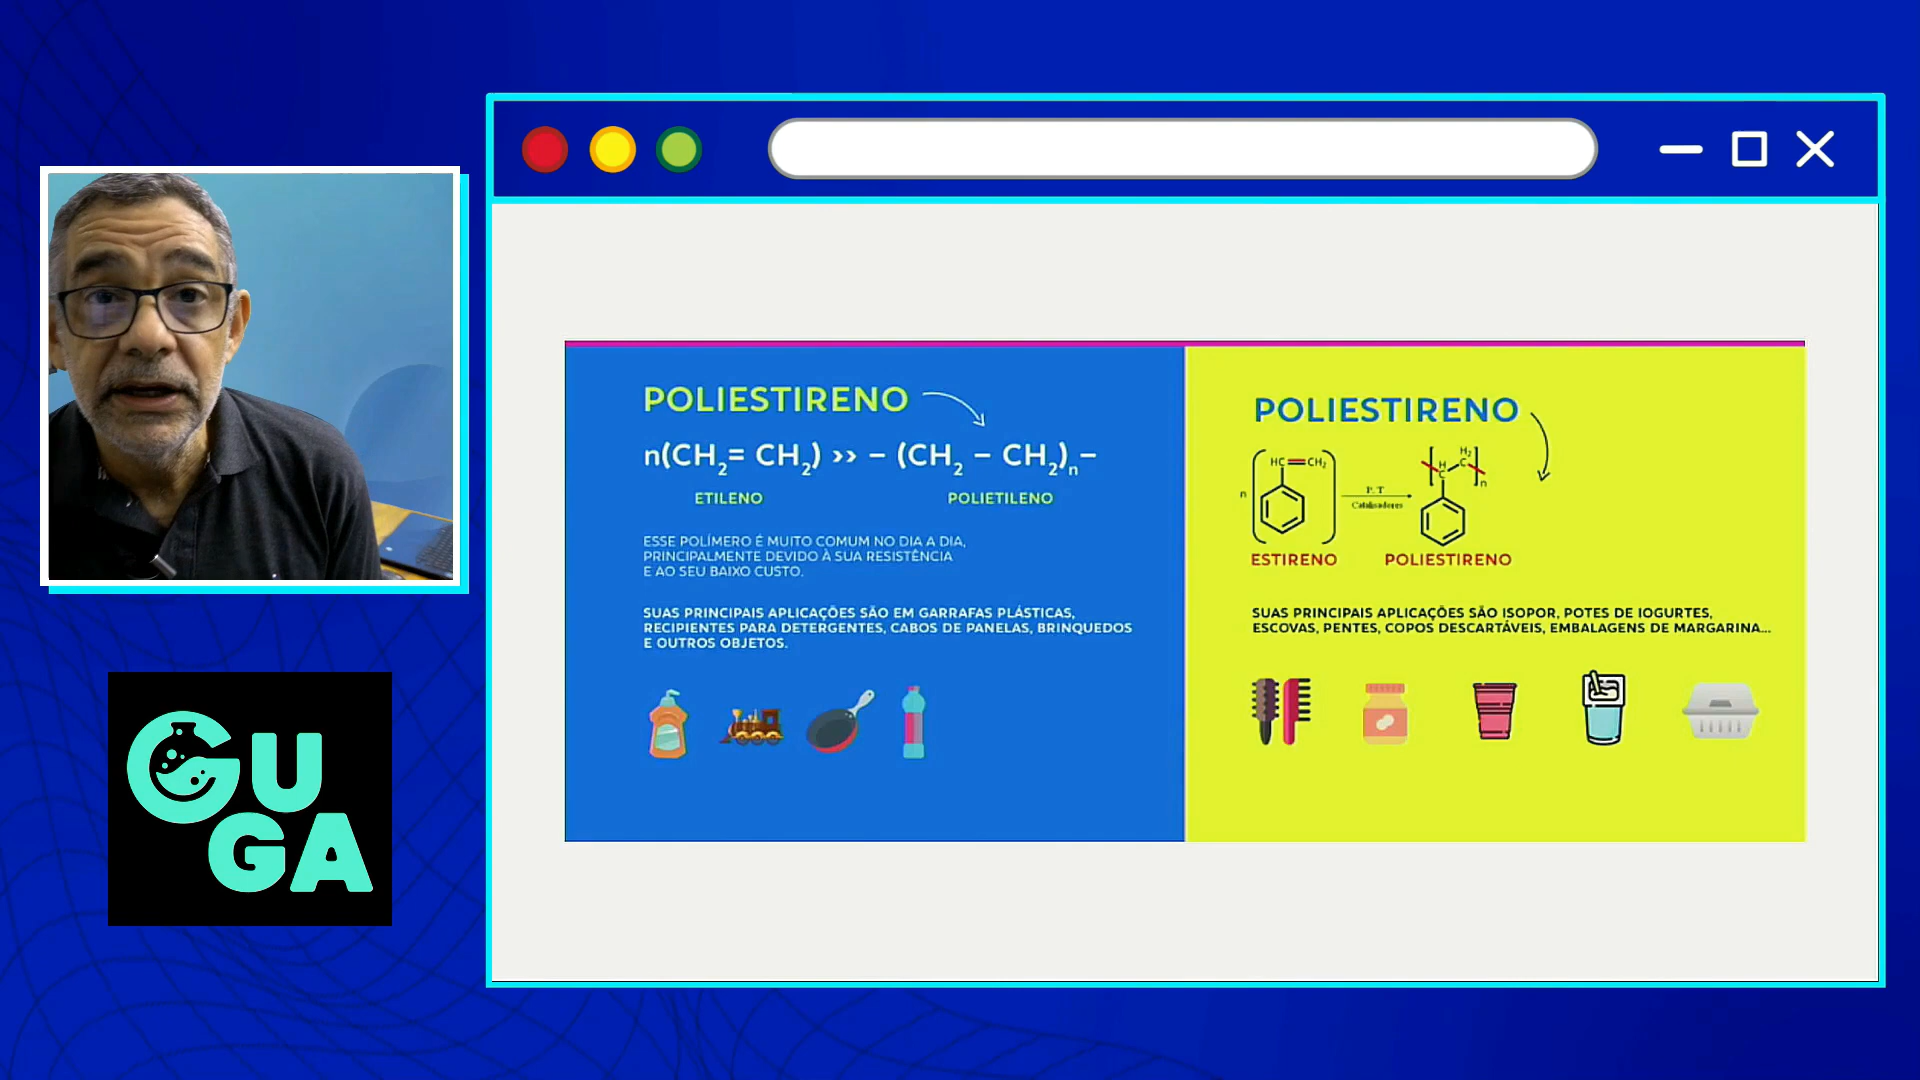 POLIESTIRENO
n(CH2= CH2) ›› – (CH2 – CH2)n–
ETILENO POLIETILENO
ESSE POLÍMERO É MUITO COMUM NO DIA A DIA,
PRINCIPALMENTE DEVIDO À SUA RESISTÊNCIA
E AO SEU BAIXO CUSTO.
SUAS PRINCIPAIS APLICAÇÕES SÃO EM GARRAFAS PLÁSTICAS,
RECIPIENTES PARA DETERGENTES, CABOS DE PANELAS, BRINQUEDOS
E OUTROS OBJETOS.
POLIESTIRENO
HC=CH2
n
P, T
Catalisadores
H
C
H2
C
n
ESTIRENO POLIESTIRENO
SUAS PRINCIPAIS APLICAÇÕES SÃO ISOPOR, POTES DE IOGURTES,
ESCOVAS, PENTES, COPOS DESCARTÁVEIS, EMBALAGENS DE MARGARINA...
GU
GA